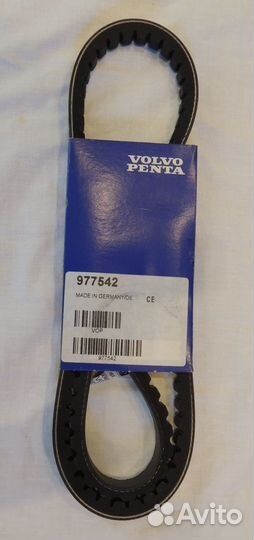 VOLVO
PENTA
977542
MADE IN GERMANY/DE CE
VOP
977542
Avito